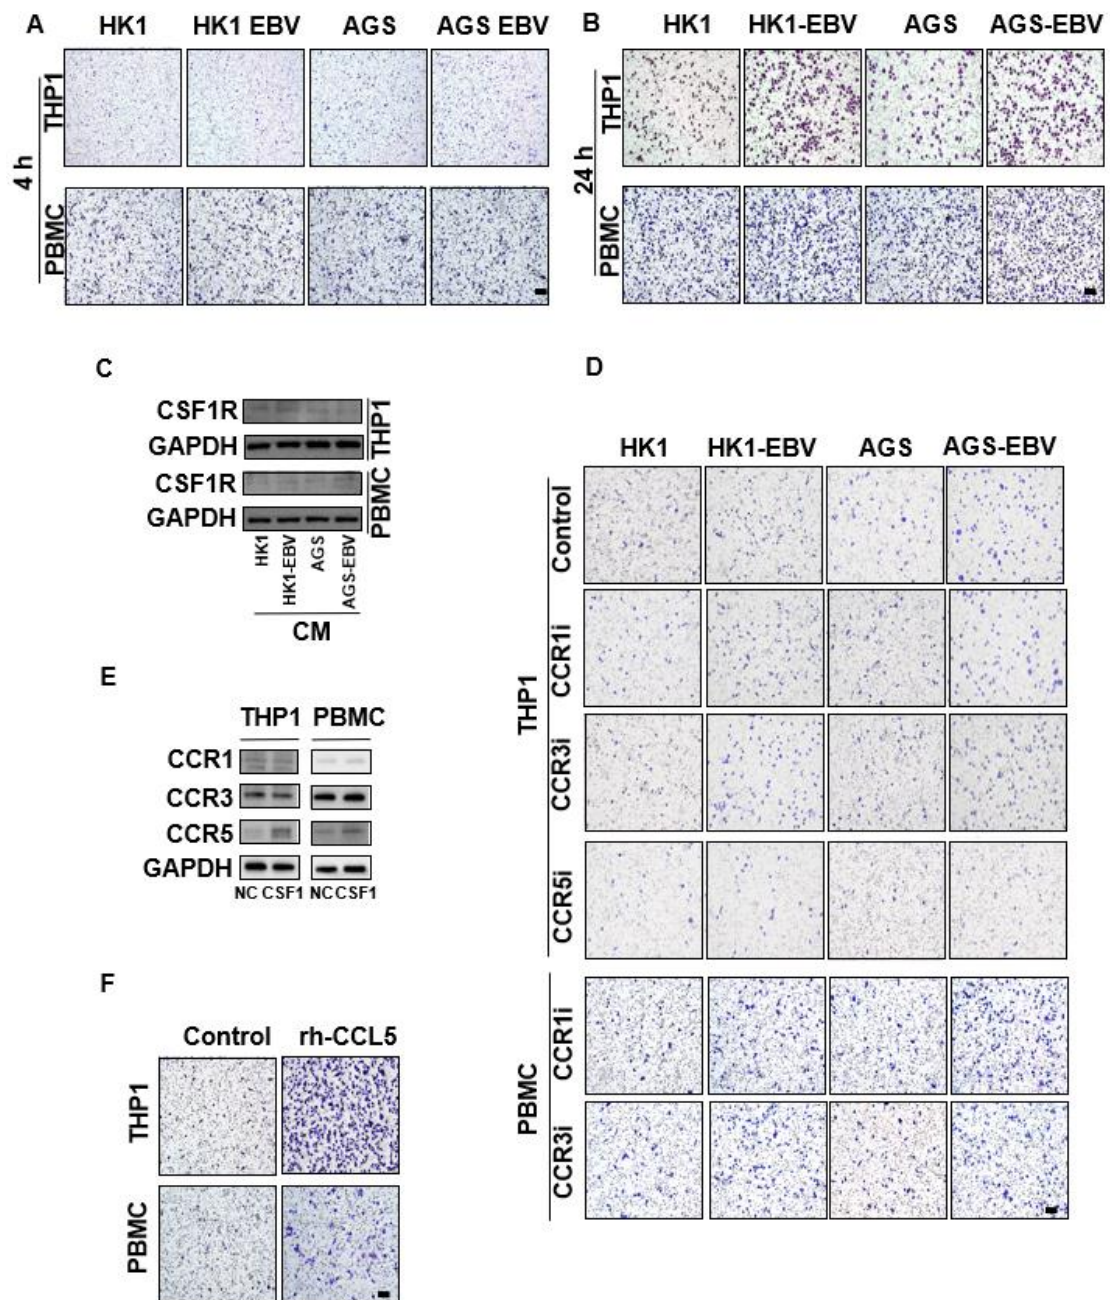 A
HK1 HK1 EBV AGS AGS EBV
4 h
THP1
PBMC
B
HK1 HK1-EBV AGS AGS-EBV
24 h
THP1
PBMC
C
CSF1R
GAPDH
THP1
CSF1R
GAPDH
PBMC
HK1 HK1-EBV AGS AGS-EBV
CM
D
HK1 HK1-EBV AGS AGS-EBV
THP1
Control
CCR1i
CCR3i
CCR5i
PBMC
CCR1i
CCR3i
E
THP1 PBMC
CCR1
CCR3
CCR5
GAPDH
NC CSF1 NC CSF1
F
Control rh-CCL5
THP1
PBMC